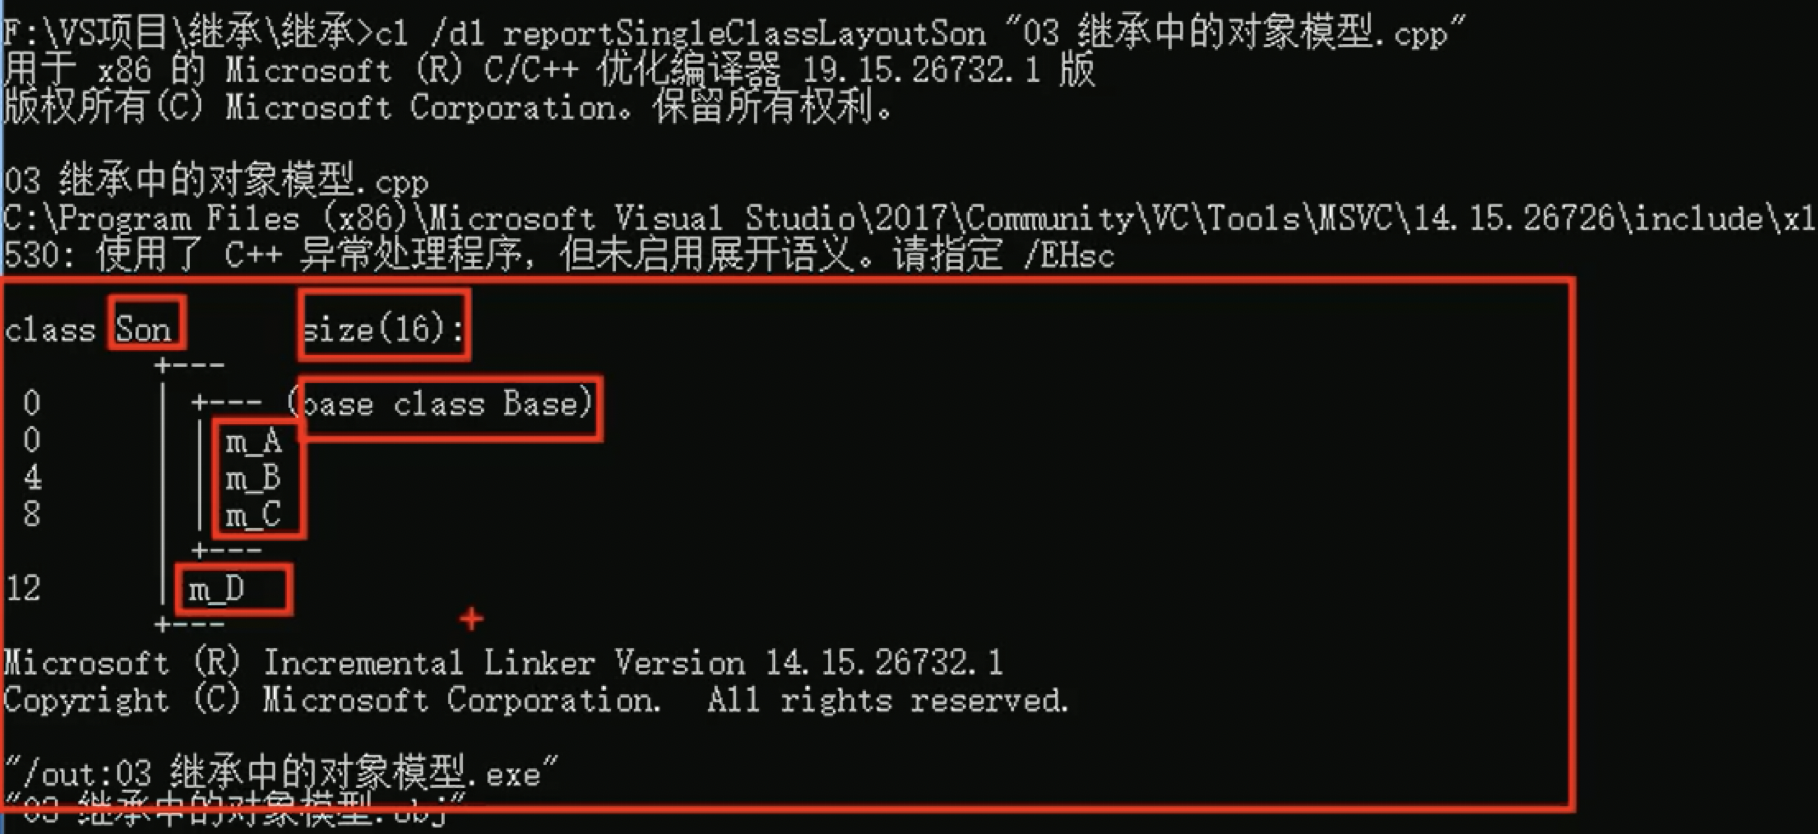 F:\VS项目\继承\继承>cl /d1 reportSingleClassLayoutSon "03 继承中的对象模型.cpp"
用于 x86 的 Microsoft (R) C/C++ 优化编译器 19.15.26732.1 版
版权所有(C) Microsoft Corporation。保留所有权利。
03 继承中的对象模型.cpp
C:\Program Files (x86)\Microsoft Visual Studio\2017\Community\VC\Tools\MSVC\14.15.26726\include\xl
530: 使用了 C++ 异常处理程序，但未启用展开语义。请指定 /EHsc
class Son size(16):
+---
0 | +--- (base class Base)
0 | | m_A
4 | | m_B
8 | | m_C
| +---
12 | m_D
+---
Microsoft (R) Incremental Linker Version 14.15.26732.1
Copyright (C) Microsoft Corporation.  All rights reserved.
"/out:03 继承中的对象模型.exe"
"03 继承中的对象模型.obj"